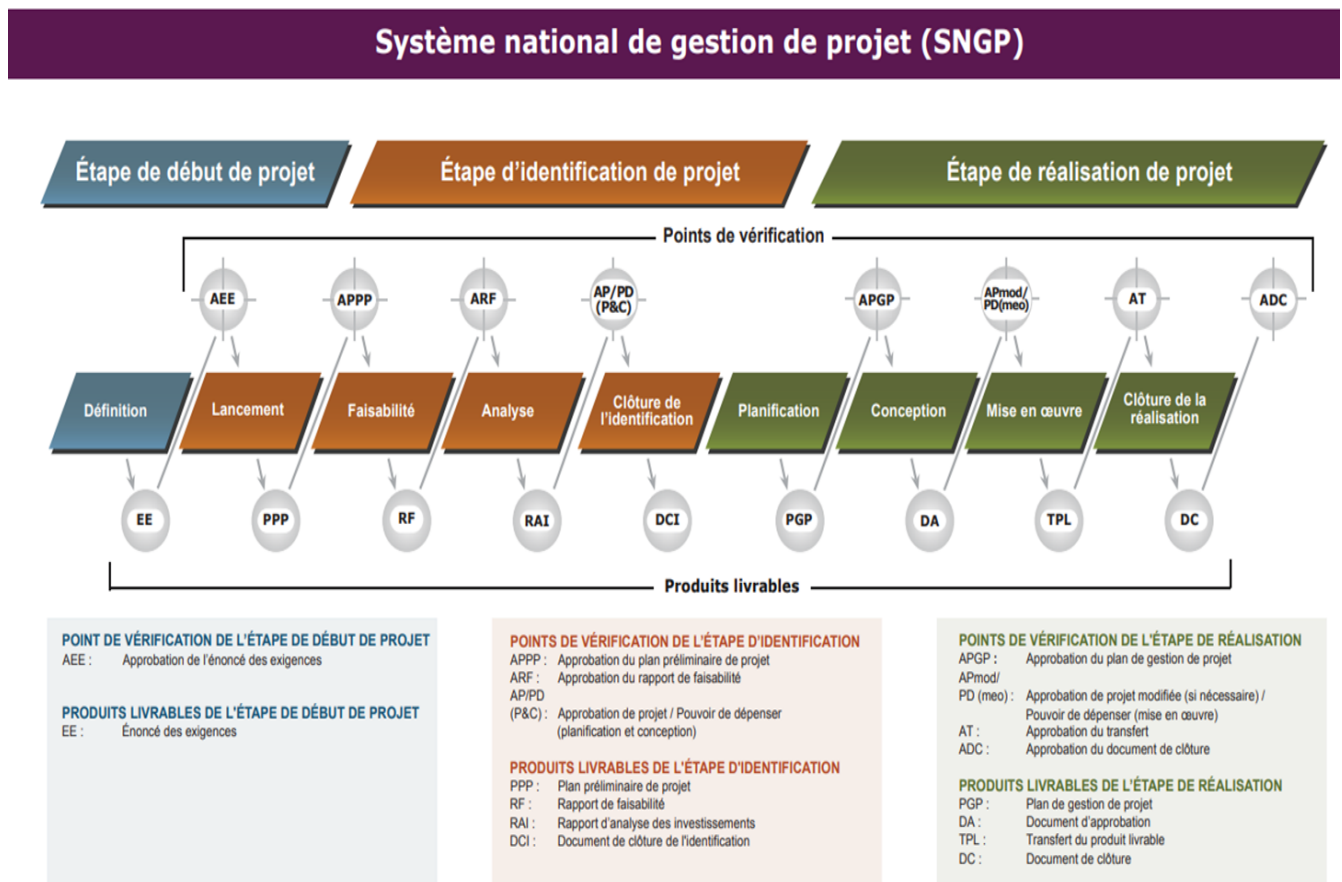 Système national de gestion de projet (SNGP)
Étape de début de projet
Étape d'identification de projet
Étape de réalisation de projet
Points de vérification
AEE
APPP
ARF
AP/PD
(P&C)
APGP
APmod/
PD(meo)
AT
ADC
Définition
Lancement
Faisabilité
Analyse
Clôture de
l'identification
Planification
Conception
Mise en œuvre
Clôture de la
réalisation
EE
PPP
RF
RAI
DCI
PGP
DA
TPL
DC
Produits livrables
POINT DE VÉRIFICATION DE L'ÉTAPE DE DÉBUT DE PROJET
AEE : Approbation de l'énoncé des exigences
PRODUITS LIVRABLES DE L'ÉTAPE DE DÉBUT DE PROJET
EE : Énoncé des exigences
POINTS DE VÉRIFICATION DE L'ÉTAPE D'IDENTIFICATION
APPP : Approbation du plan préliminaire de projet
ARF : Approbation du rapport de faisabilité
AP/PD
(P&C) : Approbation de projet / Pouvoir de dépenser
(planification et conception)
PRODUITS LIVRABLES DE L'ÉTAPE D'IDENTIFICATION
PPP : Plan préliminaire de projet
RF : Rapport de faisabilité
RAI : Rapport d'analyse des investissements
DCI : Document de clôture de l'identification
POINTS DE VÉRIFICATION DE L'ÉTAPE DE RÉALISATION
APGP : Approbation du plan de gestion de projet
APmod/
PD (meo) : Approbation de projet modifiée (si nécessaire) /
Pouvoir de dépenser (mise en œuvre)
AT : Approbation du transfert
ADC : Approbation du document de clôture
PRODUITS LIVRABLES DE L'ÉTAPE DE RÉALISATION
PGP : Plan de gestion de projet
DA : Document d'approbation
TPL : Transfert du produit livrable
DC : Document de clôture